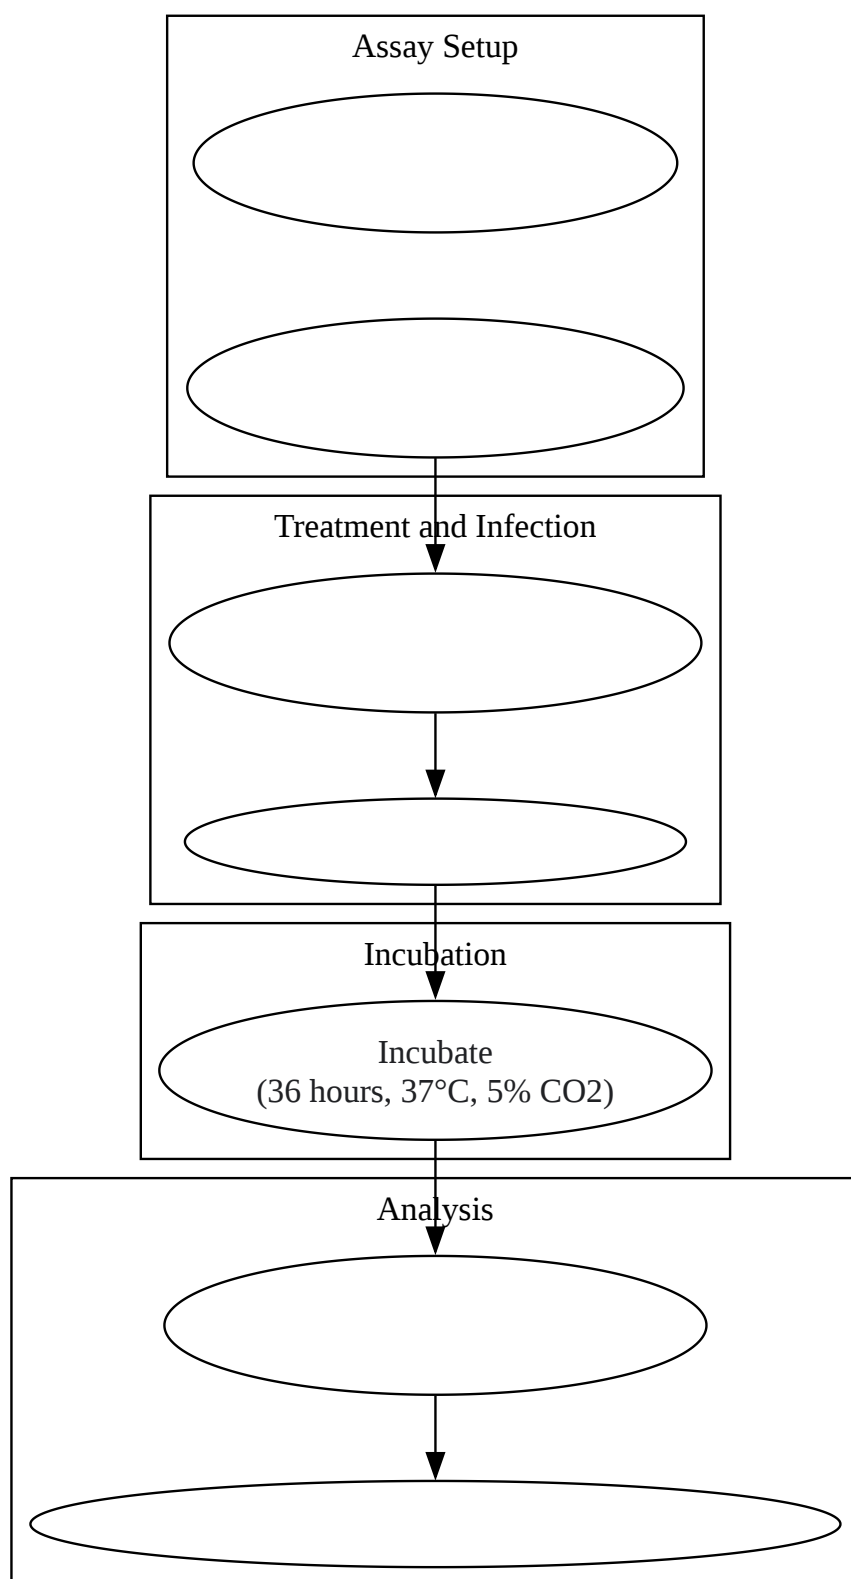 Assay Setup
Treatment and Infection
Incubation
Incubate
(36 hours, 37°C, 5% CO2)
Analysis